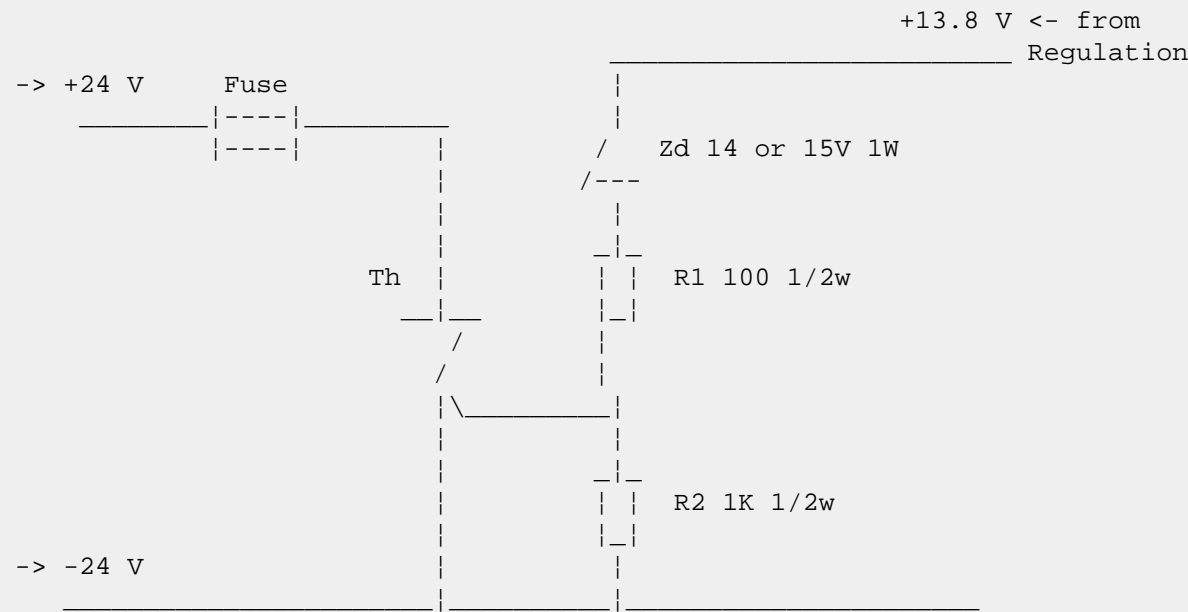 +13.8 V <- from
Regulation
-> +24 V Fuse
Zd 14 or 15V 1W
Th R1 100 1/2w
R2 1K 1/2w
-> -24 V